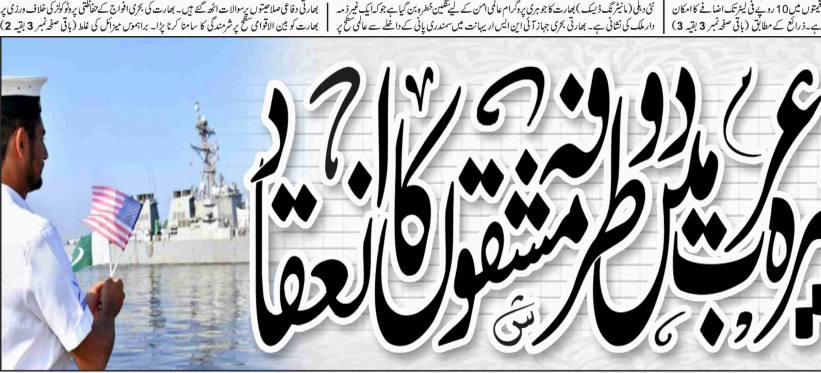 نئی دہلی (مانیٹرنگ ڈیسک) بھارت کا جوہری پروگرام عالمی امن کے لیے سنگین خطرہ بن گیا ہے جو کہ ایک غیر ذمہ
دار ملک کی نشانی ہے۔ بھارتی بحری جہاز آئی این ایس اریہانت میں سمندری پانی کے داخلے سے عالمی سطح پر
بھارتی دفاعی صلاحیتوں پر سوالات اٹھ گئے ہیں۔ بھارت کی بحری افواج کے حفاظتی پروٹوکولز کی خلاف ورزی پر
بھارت کو بین الاقوامی سطح پر شرمندگی کا سامنا کرنا پڑا۔ براہموس میزائل کی غلط (باقی صفحہ نمبر 3 بقیہ 2)
قیمتوں میں 10 روپے فی لیٹر تک اضافے کا امکان
ہے۔ ذرائع کے مطابق (باقی صفحہ نمبر 3 بقیہ 3)
یرہ عرب میں دو طرفہ مشقوں کا انعقاد